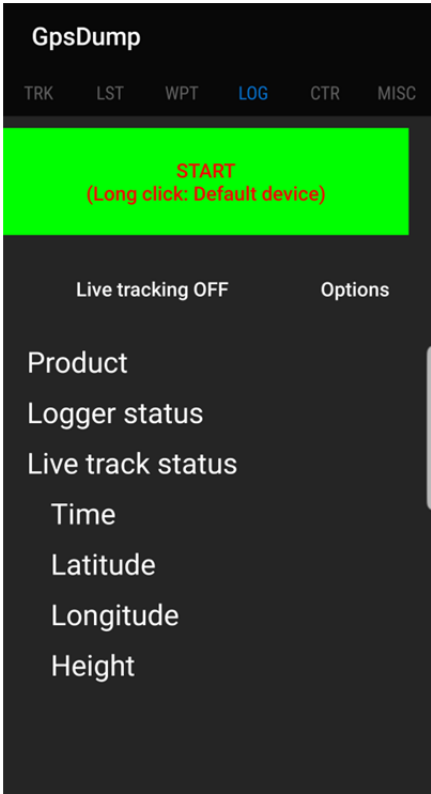 GpsDump
TRK LST WPT LOG CTR MISC
START
(Long click: Default device)
Live tracking OFF Options
Product
Logger status
Live track status
Time
Latitude
Longitude
Height